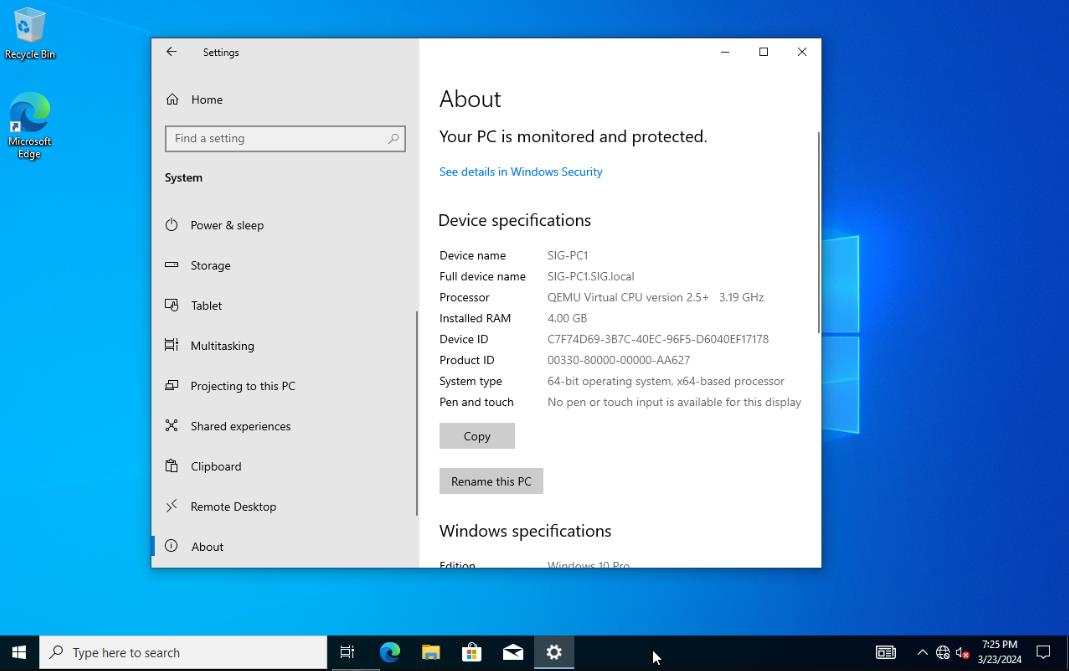 Recycle Bin
Microsoft
Edge
Settings
Home
Find a setting
System
Power & sleep
Storage
Tablet
Multitasking
Projecting to this PC
Shared experiences
Clipboard
Remote Desktop
About
About
Your PC is monitored and protected.
See details in Windows Security
Device specifications
Device name SIG-PC1
Full device name SIG-PC1.SIG.local
Processor QEMU Virtual CPU version 2.5+ 3.19 GHz
Installed RAM 4.00 GB
Device ID C7F74D69-3B7C-40EC-96F5-D6040EF17178
Product ID 00330-80000-00000-AA627
System type 64-bit operating system, x64-based processor
Pen and touch No pen or touch input is available for this display
Copy
Rename this PC
Windows specifications
Edition Windows 10 Pro
Type here to search
7:25 PM
3/23/2024